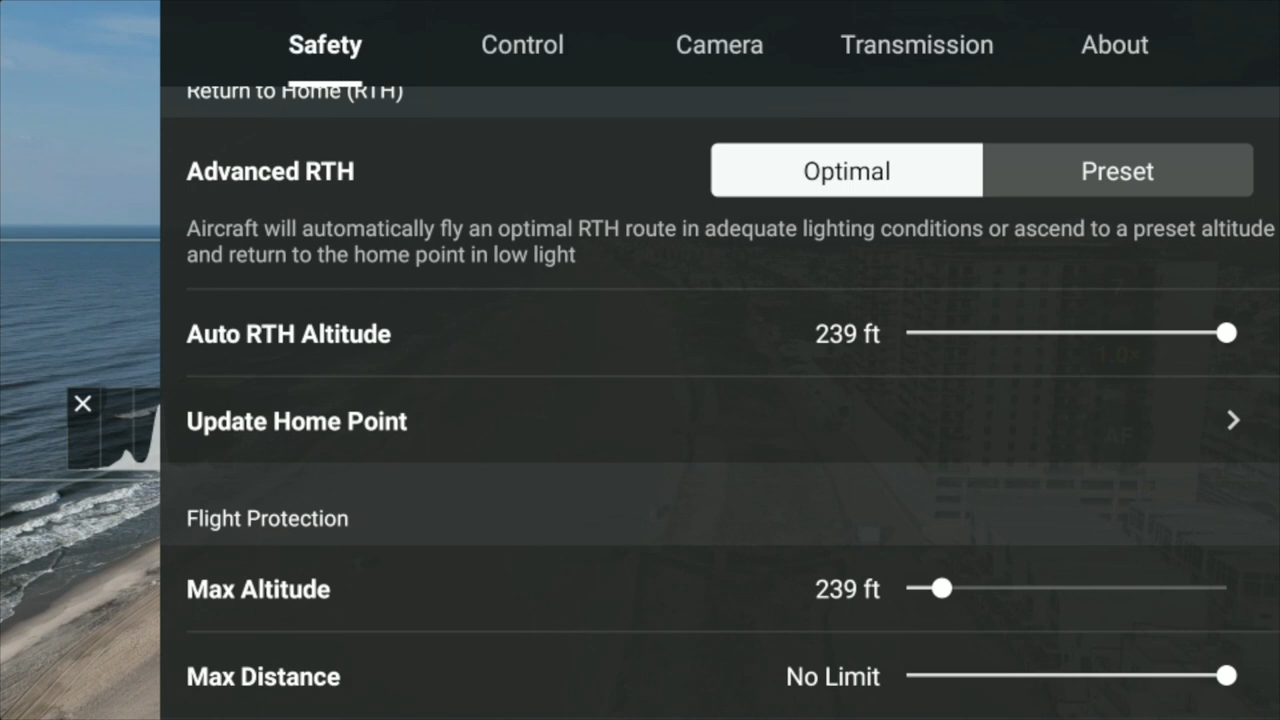 Safety Control Camera Transmission About
Return to Home (RTH)
Advanced RTH Optimal Preset
Aircraft will automatically fly an optimal RTH route in adequate lighting conditions or ascend to a preset altitude
and return to the home point in low light
Auto RTH Altitude 239 ft
1.0×
Update Home Point
AF
Flight Protection
Max Altitude 239 ft
Max Distance No Limit